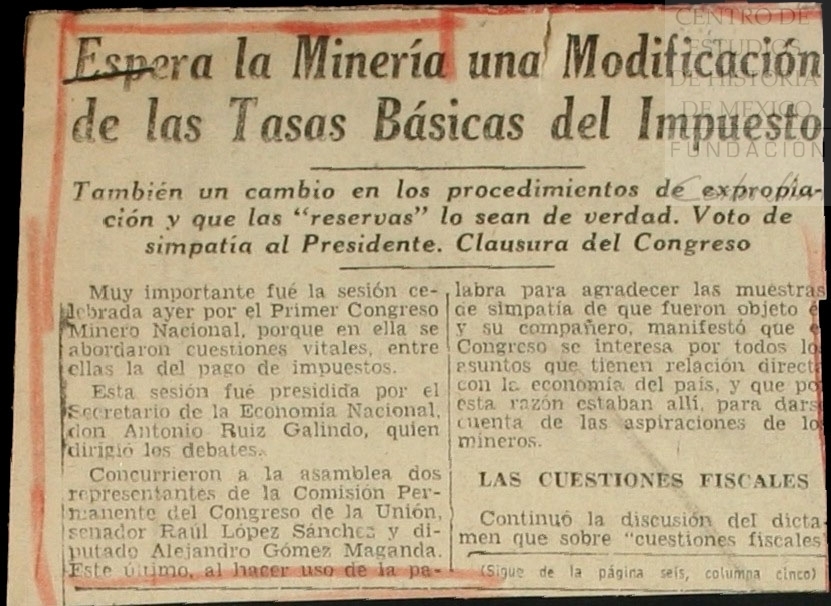 CENTRO DE
ESTUDIOS
DE HISTORIA
DE MEXICO
FUNDACION
Espera la Minería una Modificación
de las Tasas Básicas del Impuesto
También un cambio en los procedimientos de expropia-
ción y que las "reservas" lo sean de verdad. Voto de
simpatía al Presidente. Clausura del Congreso
Muy importante fué la sesión ce-
lebrada ayer por el Primer Congreso
Minero Nacional, porque en ella se
abordaron cuestiones vitales, entre
ellas la del pago de impuestos.
Esta sesión fué presidida por el
Secretario de la Economía Nacional,
don Antonio Ruiz Galindo, quien
dirigió los debates.
Concurrieron a la asamblea dos
representantes de la Comisión Per-
manente del Congreso de la Unión,
senador Raúl López Sánchez y di-
putado Alejandro Gómez Maganda.
Este último, al hacer uso de la pa-
labra para agradecer las muestras
de simpatía de que fueron objeto é
y su compañero, manifestó que e
Congreso se interesa por todos lo
asuntos que tienen relación direct
con la economía del país, y que po
esta razón estaban allí, para dars
cuenta de las aspiraciones de lo
mineros.
LAS CUESTIONES FISCALES
Continuó la discusión del dicta
men que sobre "cuestiones fiscales
(Sigue de la página seis, columna cinco)